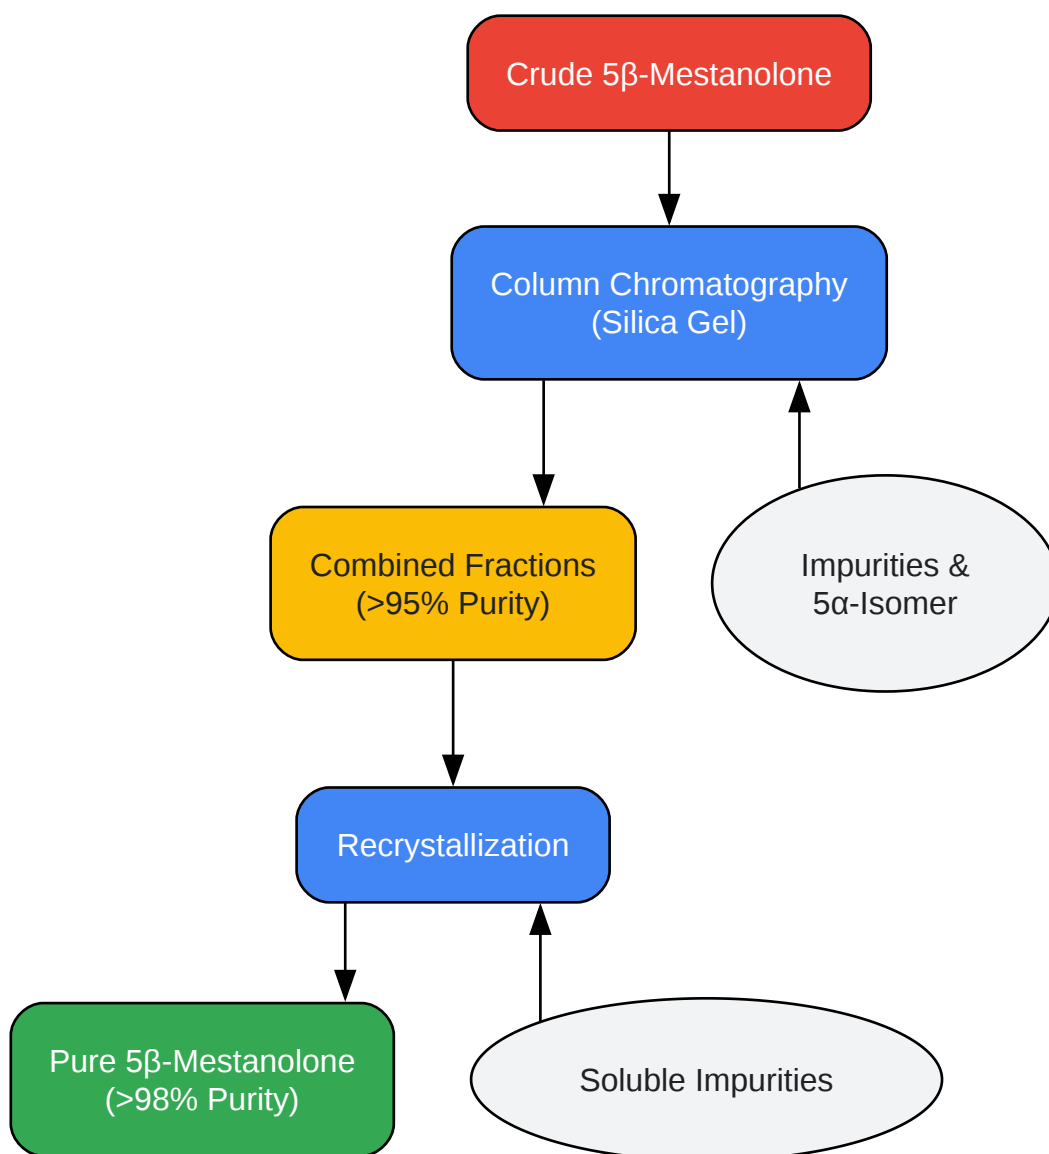 Crude 5β-Mestanolone
Column Chromatography
(Silica Gel)
Combined Fractions
(>95% Purity)
Impurities &
5α-Isomer
Recrystallization
Pure 5β-Mestanolone
(>98% Purity)
Soluble Impurities